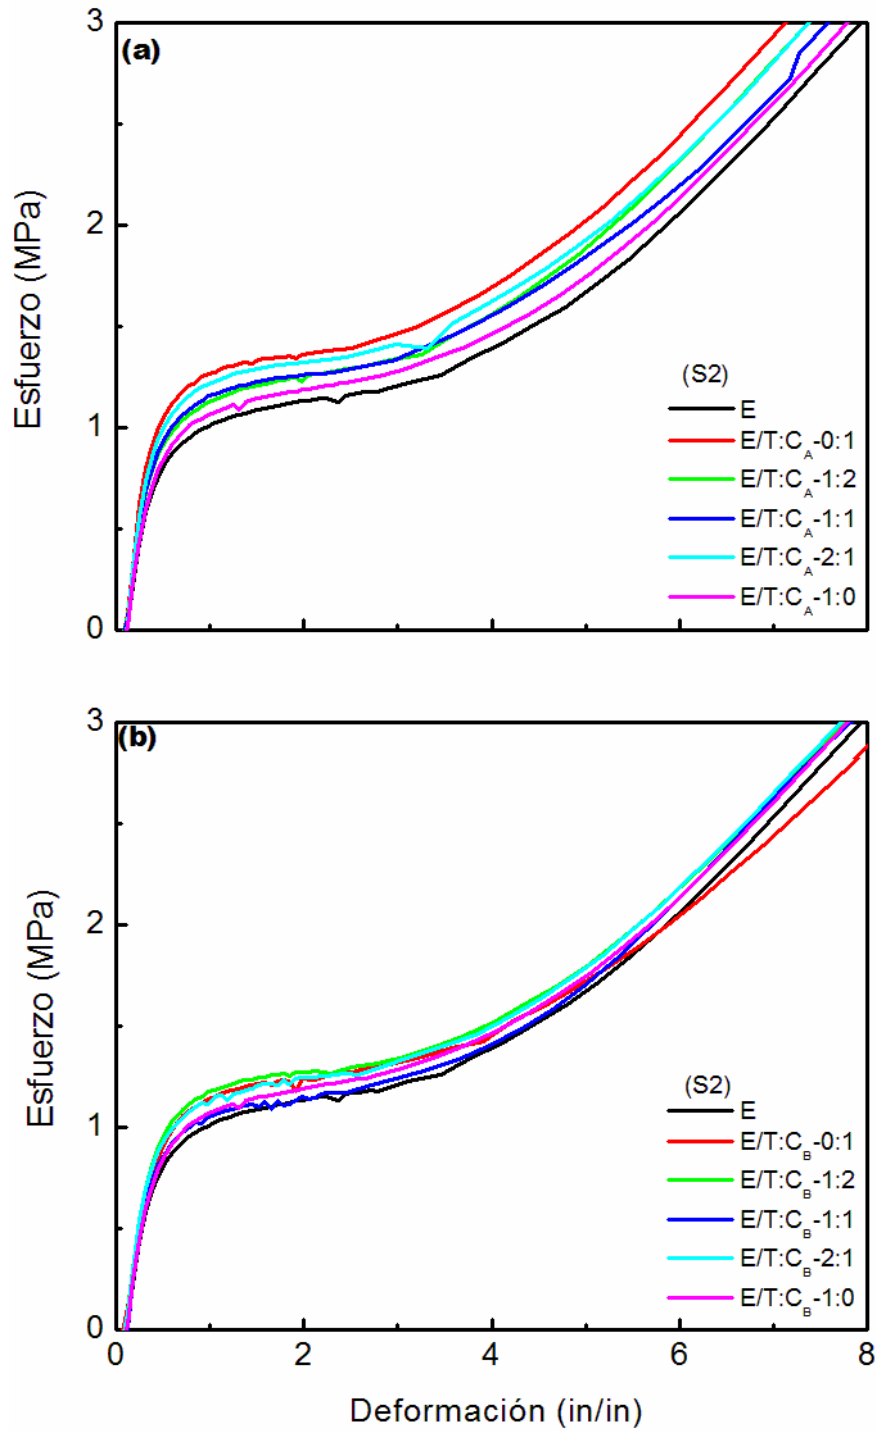 3
(a)
2
Esfuerzo (MPa)
1
0
(S2)
E
E/T:C_A-0:1
E/T:C_A-1:2
E/T:C_A-1:1
E/T:C_A-2:1
E/T:C_A-1:0
3
(b)
2
Esfuerzo (MPa)
1
0
(S2)
E
E/T:C_B-0:1
E/T:C_B-1:2
E/T:C_B-1:1
E/T:C_B-2:1
E/T:C_B-1:0
0 2 4 6 8
Deformación (in/in)